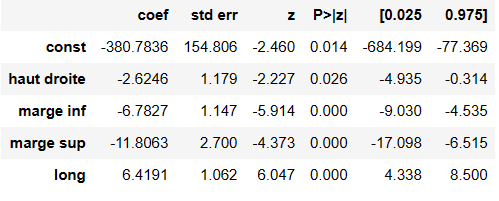 coef std err z P>|z| [0.025 0.975]
const -380.7836 154.806 -2.460 0.014 -684.199 -77.369
haut droite -2.6246 1.179 -2.227 0.026 -4.935 -0.314
marge inf -6.7827 1.147 -5.914 0.000 -9.030 -4.535
marge sup -11.8063 2.700 -4.373 0.000 -17.098 -6.515
long 6.4191 1.062 6.047 0.000 4.338 8.500